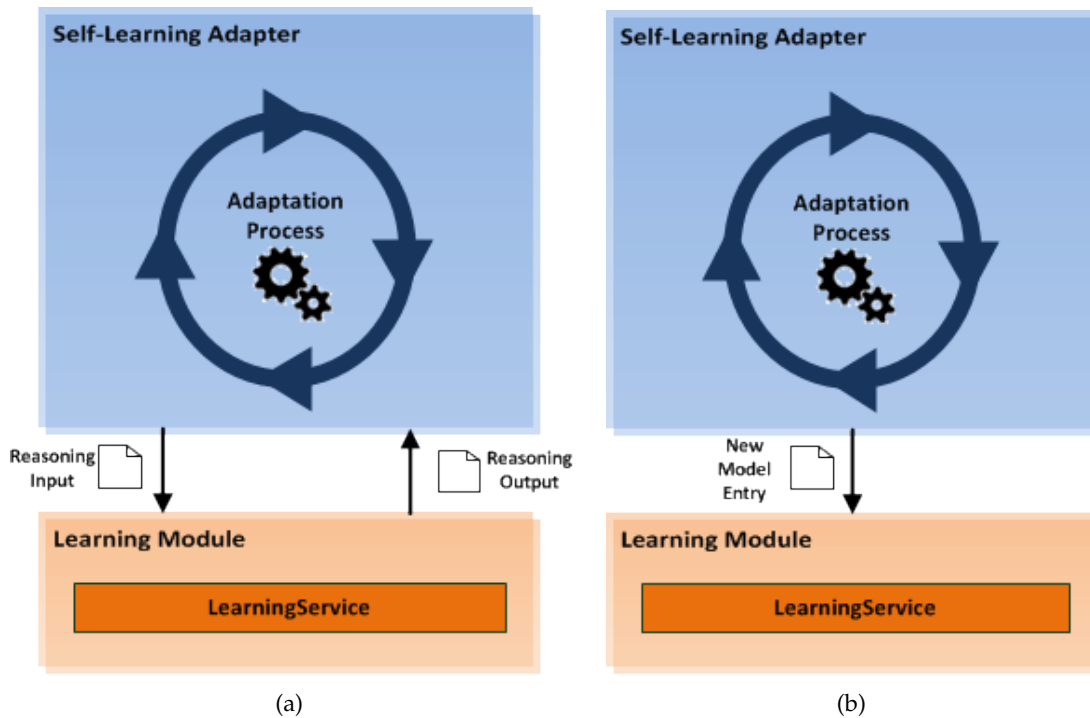 Self-Learning Adapter
Adaptation
Process
Reasoning
Input
Reasoning
Output
Learning Module
LearningService
(a)
Self-Learning Adapter
Adaptation
Process
New
Model
Entry
Learning Module
LearningService
(b)